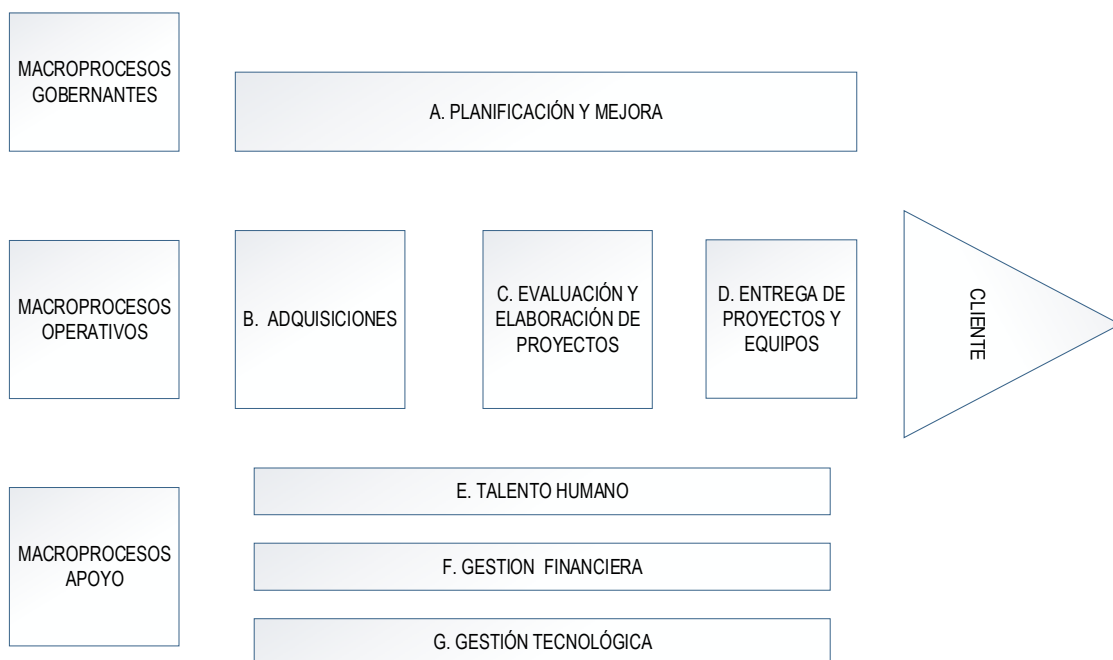 MACROPROCESOS
GOBERNANTES
A. PLANIFICACIÓN Y MEJORA
MACROPROCESOS
OPERATIVOS
B. ADQUISICIONES
C. EVALUACIÓN Y
ELABORACIÓN DE
PROYECTOS
D. ENTREGA DE
PROYECTOS Y
EQUIPOS
CLIENTE
MACROPROCESOS
APOYO
E. TALENTO HUMANO
F. GESTION FINANCIERA
G. GESTIÓN TECNOLÓGICA